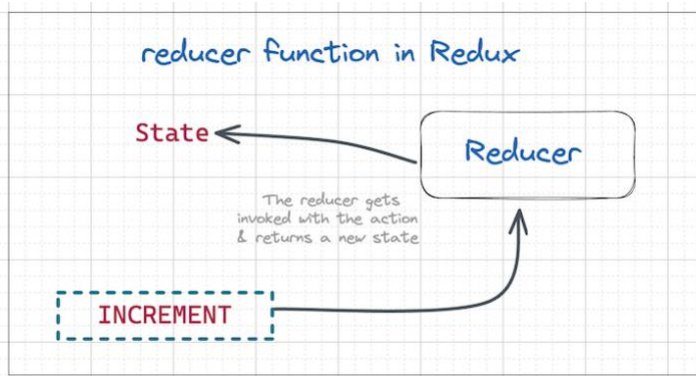 reducer function in Redux
State
Reducer
The reducer gets
invoked with the action
& returns a new state
INCREMENT